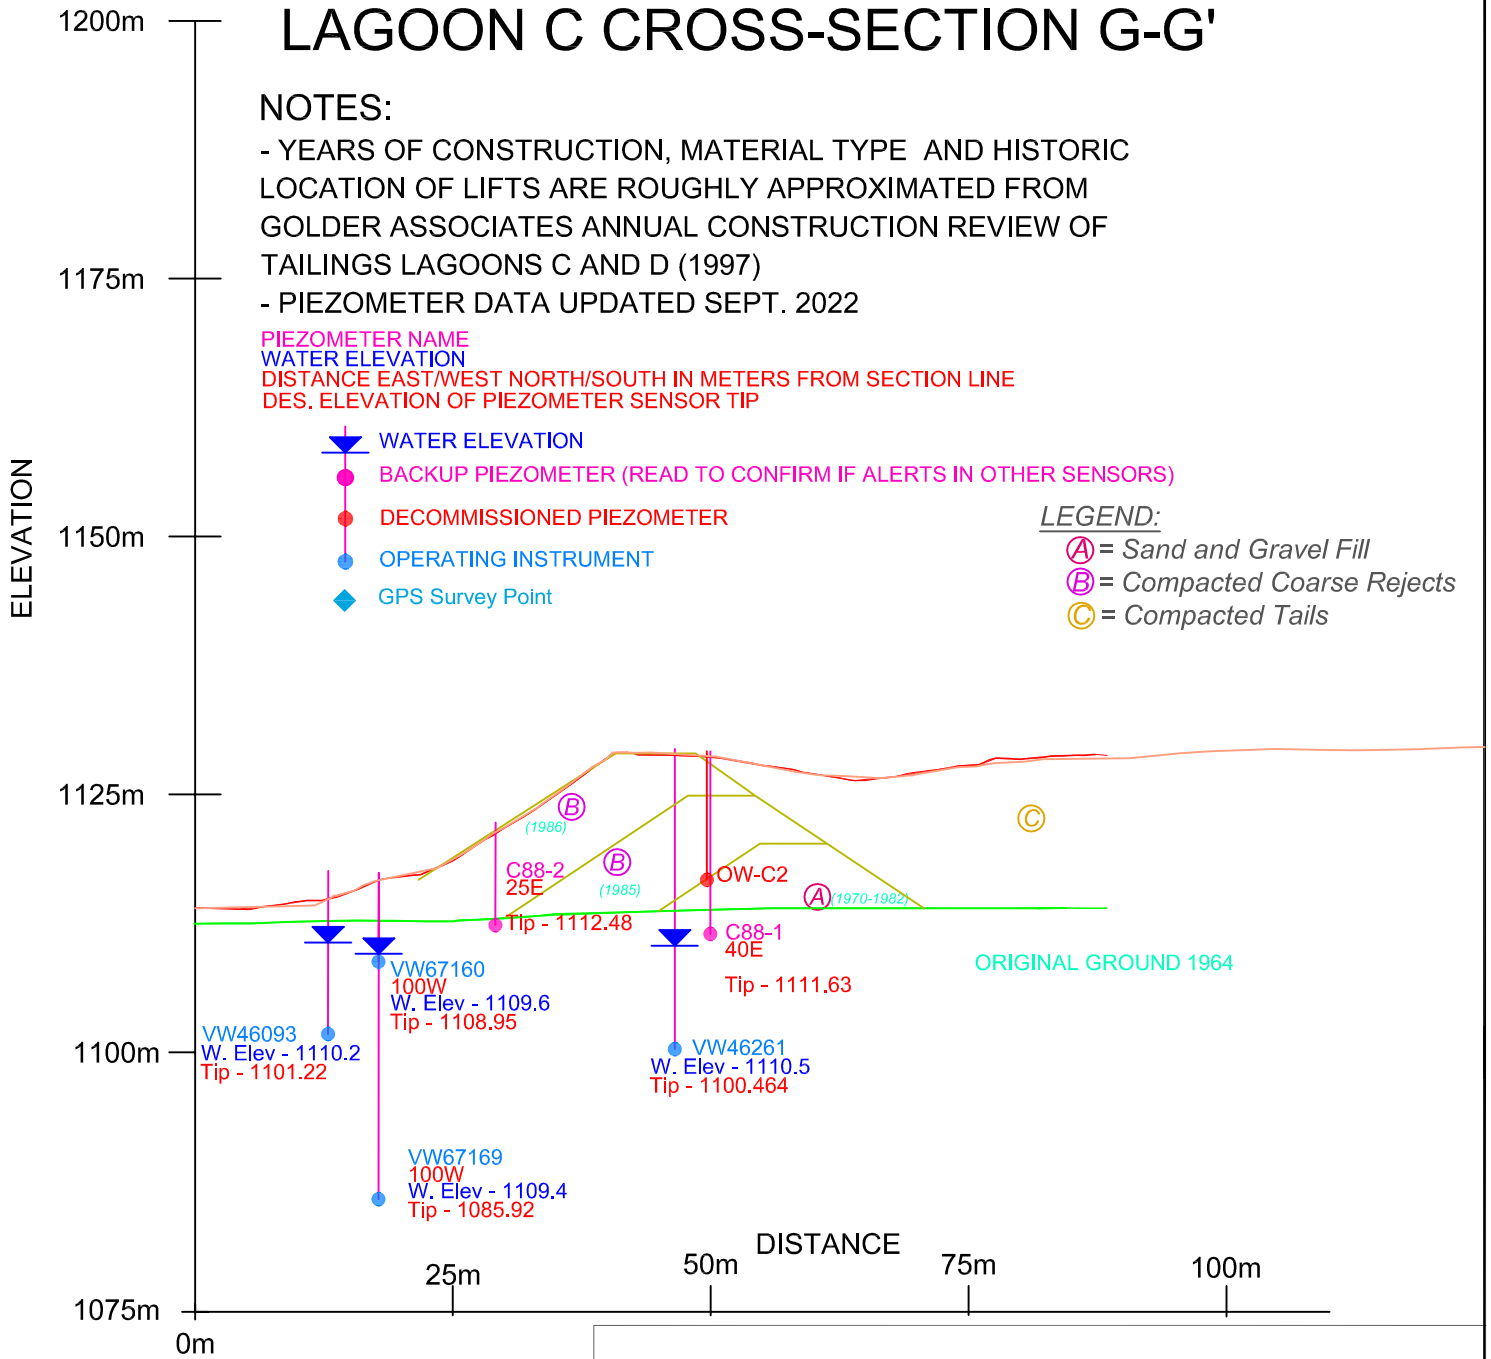 LAGOON C CROSS-SECTION G-G'
1200m
NOTES:
- YEARS OF CONSTRUCTION, MATERIAL TYPE AND HISTORIC
LOCATION OF LIFTS ARE ROUGHLY APPROXIMATED FROM
GOLDER ASSOCIATES ANNUAL CONSTRUCTION REVIEW OF
TAILINGS LAGOONS C AND D (1997)
- PIEZOMETER DATA UPDATED SEPT. 2022
1175m
PIEZOMETER NAME
WATER ELEVATION
DISTANCE EAST/WEST NORTH/SOUTH IN METERS FROM SECTION LINE
DES. ELEVATION OF PIEZOMETER SENSOR TIP
WATER ELEVATION
BACKUP PIEZOMETER (READ TO CONFIRM IF ALERTS IN OTHER SENSORS)
DECOMMISSIONED PIEZOMETER
OPERATING INSTRUMENT
GPS Survey Point
LEGEND:
A = Sand and Gravel Fill
B = Compacted Coarse Rejects
C = Compacted Tails
ELEVATION
1150m
1125m
B
(1986)
B
(1985)
C
A
(1970-1982)
C88-2
25E
Tip - 1112.48
OW-C2
C88-1
40E
Tip - 1111.63
ORIGINAL GROUND 1964
VW67160
100W
W. Elev - 1109.6
Tip - 1108.95
VW46093
W. Elev - 1110.2
Tip - 1101.22
1100m
VW46261
W. Elev - 1110.5
Tip - 1100.464
VW67169
100W
W. Elev - 1109.4
Tip - 1085.92
DISTANCE
25m
50m
75m
100m
1075m
0m